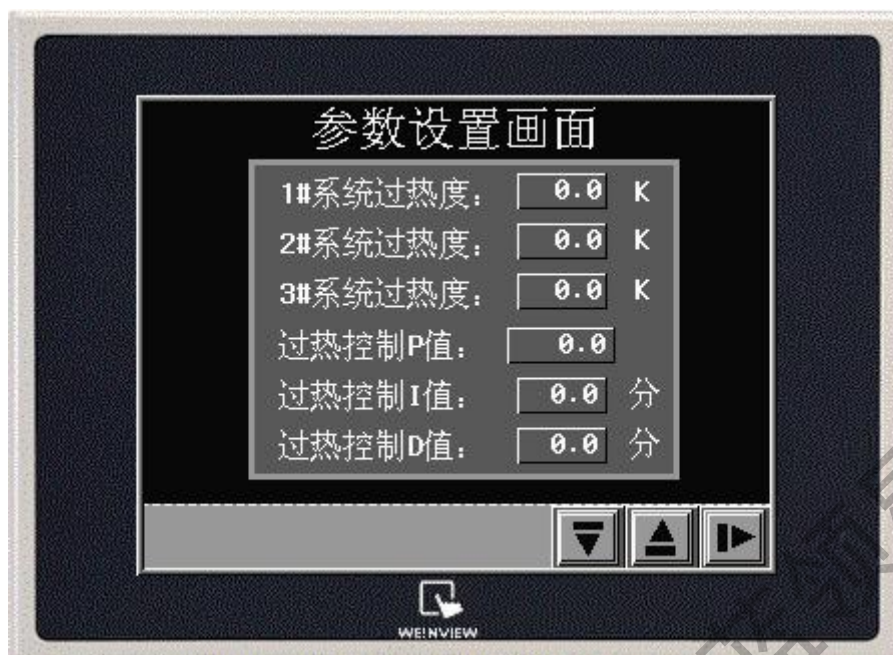 参数设置画面
1#系统过热度： 0.0 K
2#系统过热度： 0.0 K
3#系统过热度： 0.0 K
过热控制P值： 0.0
过热控制I值： 0.0 分
过热控制D值： 0.0 分
WE!NVIEW